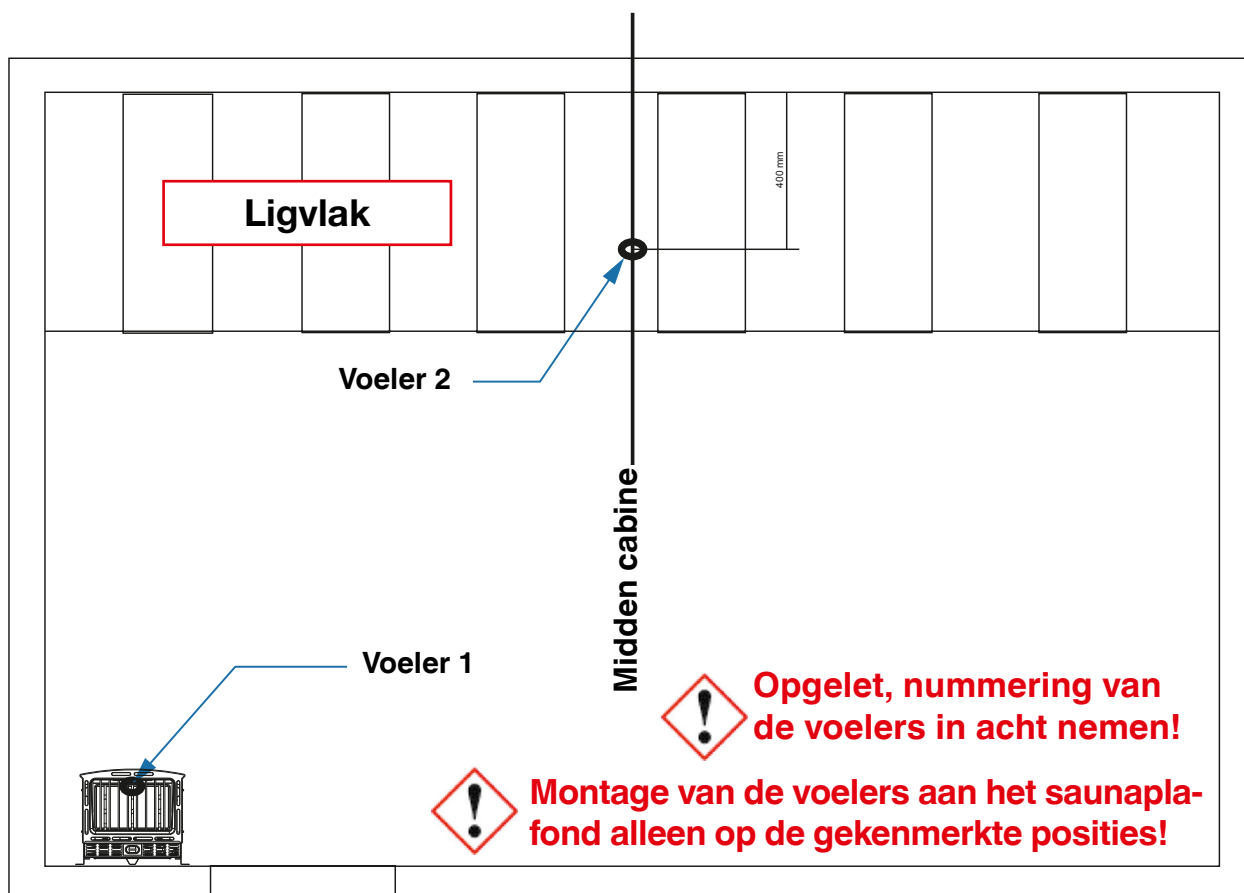 400 mm
Ligvlak
Voeler 2
Midden cabine
Voeler 1
Opgelet, nummering van
de voelers in acht nemen!
Montage van de voelers aan het saunapla-
fond alleen op de gekenmerkte posities!